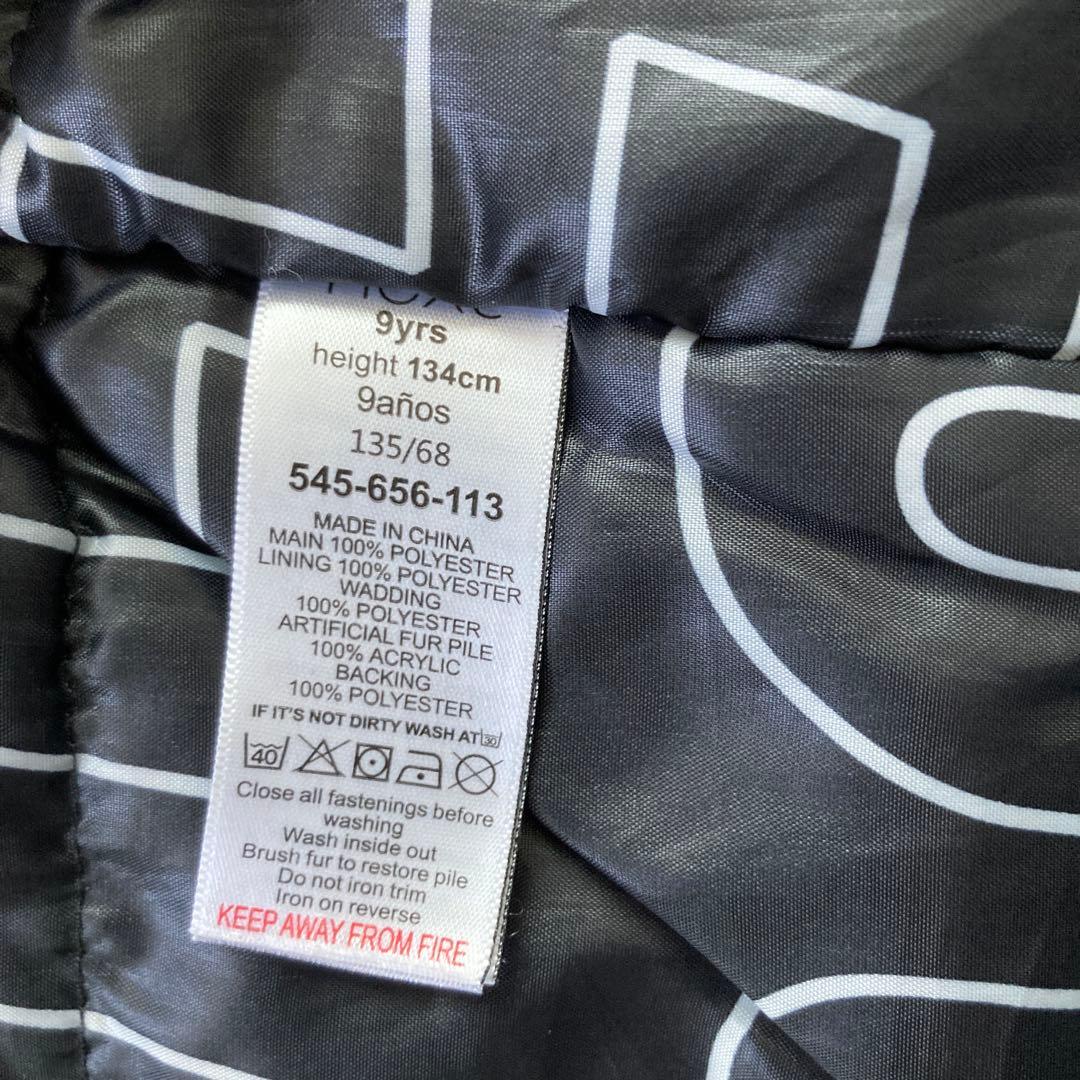 9yrs
height 134cm
9años
135/68
545-656-113
MADE IN CHINA
MAIN 100% POLYESTER
LINING 100% POLYESTER
WADDING
100% POLYESTER
ARTIFICIAL FUR PILE
100% ACRYLIC
BACKING
100% POLYESTER
IF IT'S NOT DIRTY WASH AT 30
40
Close all fastenings before
washing
Wash inside out
Brush fur to restore pile
Do not iron trim
Iron on reverse
KEEP AWAY FROM FIRE